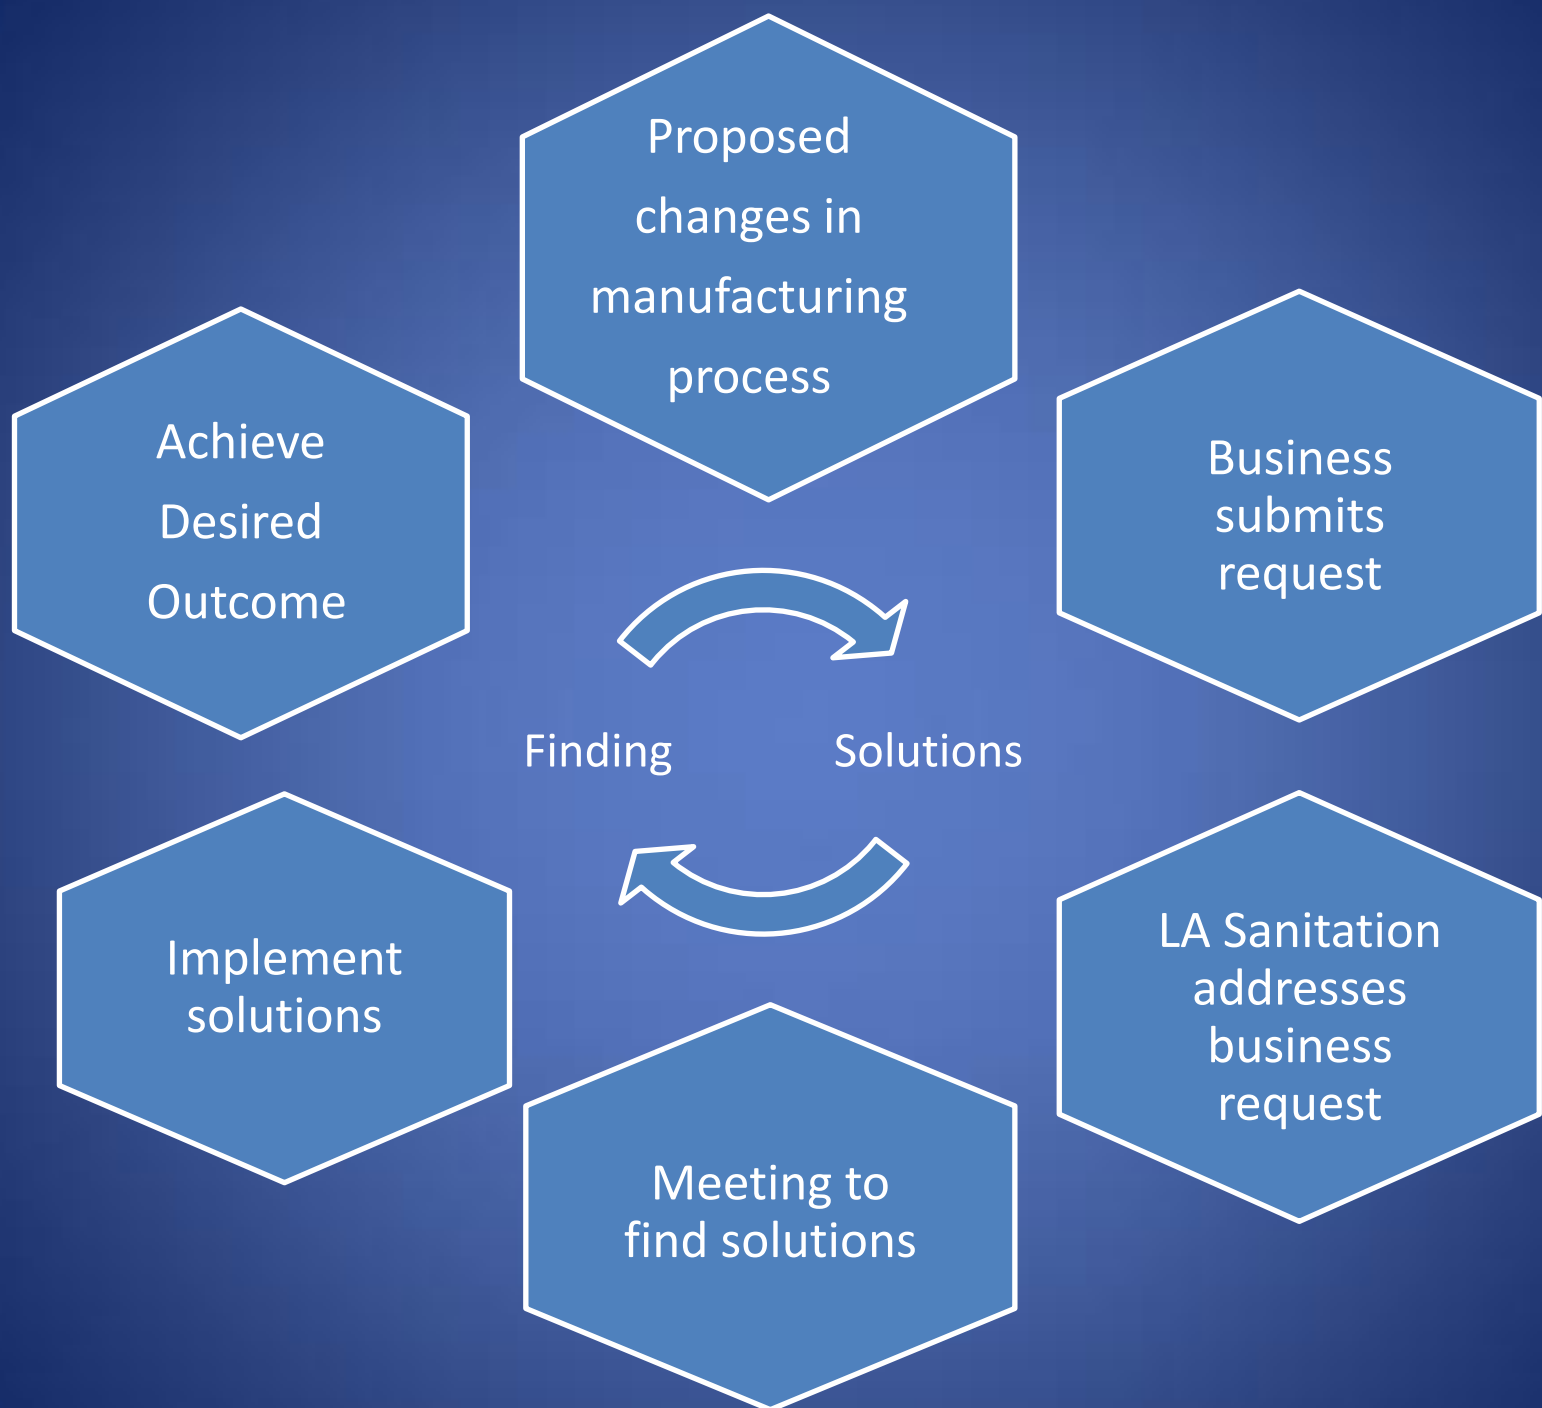 Proposed
changes in
manufacturing
process
Business
submits
request
LA Sanitation
addresses
business
request
Meeting to
find solutions
Implement
solutions
Achieve
Desired
Outcome
Finding Solutions